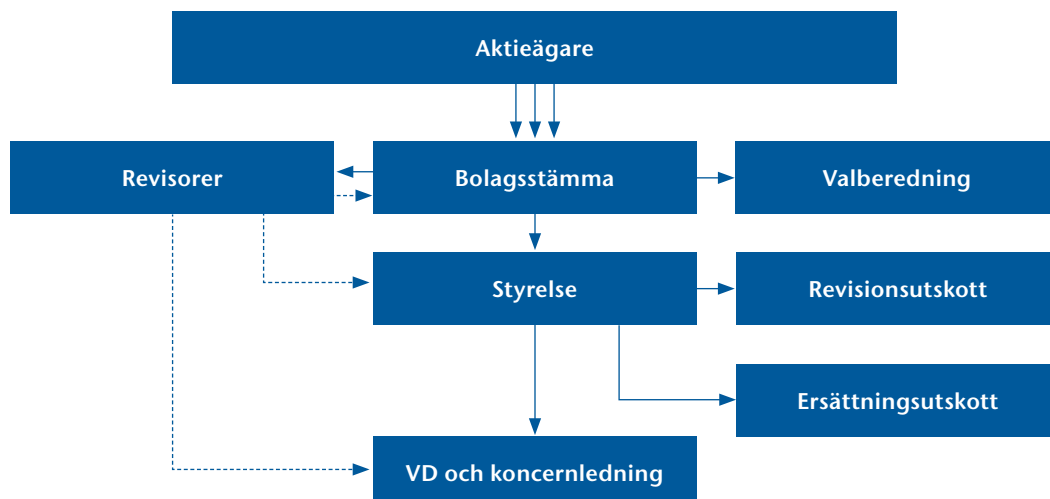 Aktieägare
Revisorer
Bolagsstämma
Valberedning
Styrelse
Revisionsutskott
Ersättningsutskott
VD och koncernledning